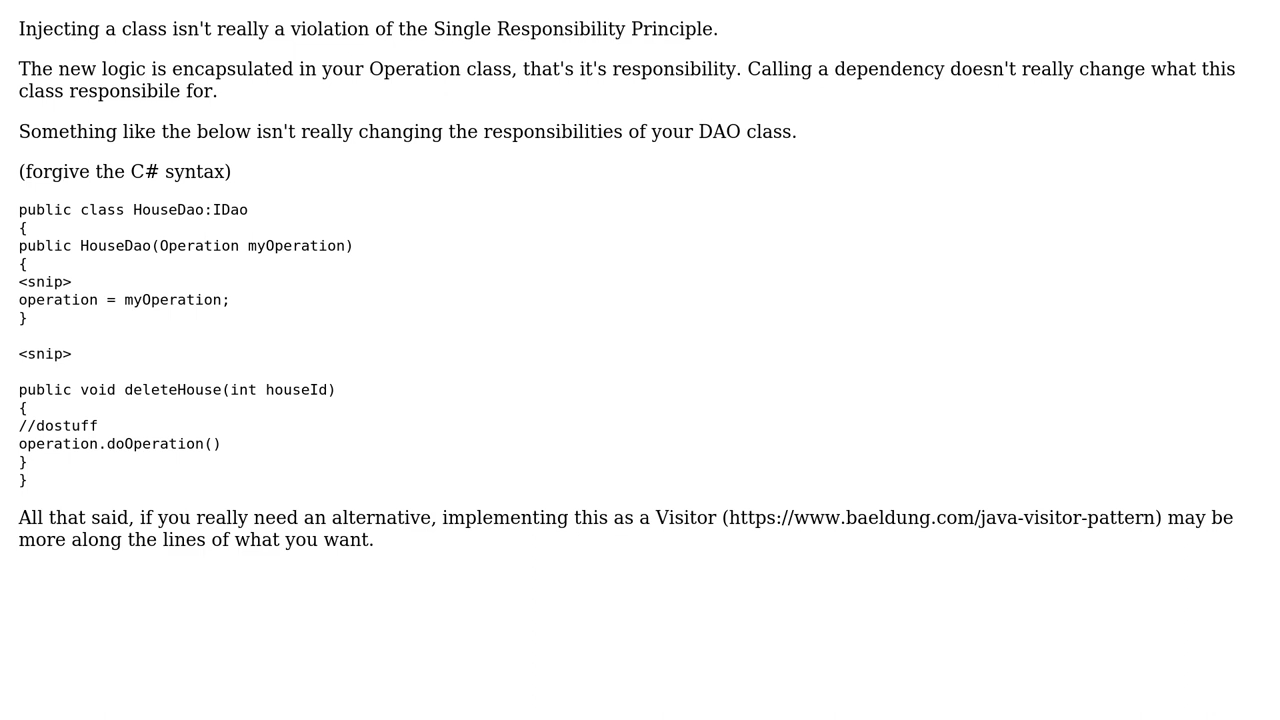 Injecting a class isn't really a violation of the Single Responsibility Principle.
The new logic is encapsulated in your Operation class, that's it's responsibility. Calling a dependency doesn't really change what this
class responsibile for.
Something like the below isn't really changing the responsibilities of your DAO class.
(forgive the C# syntax)
public class HouseDao:IDao
{
public HouseDao(Operation myOperation)
{
<snip>
operation = myOperation;
}
<snip>
public void deleteHouse(int houseId)
{
//dostuff
operation.doOperation()
}
}
All that said, if you really need an alternative, implementing this as a Visitor (https://www.baeldung.com/java-visitor-pattern) may be
more along the lines of what you want.